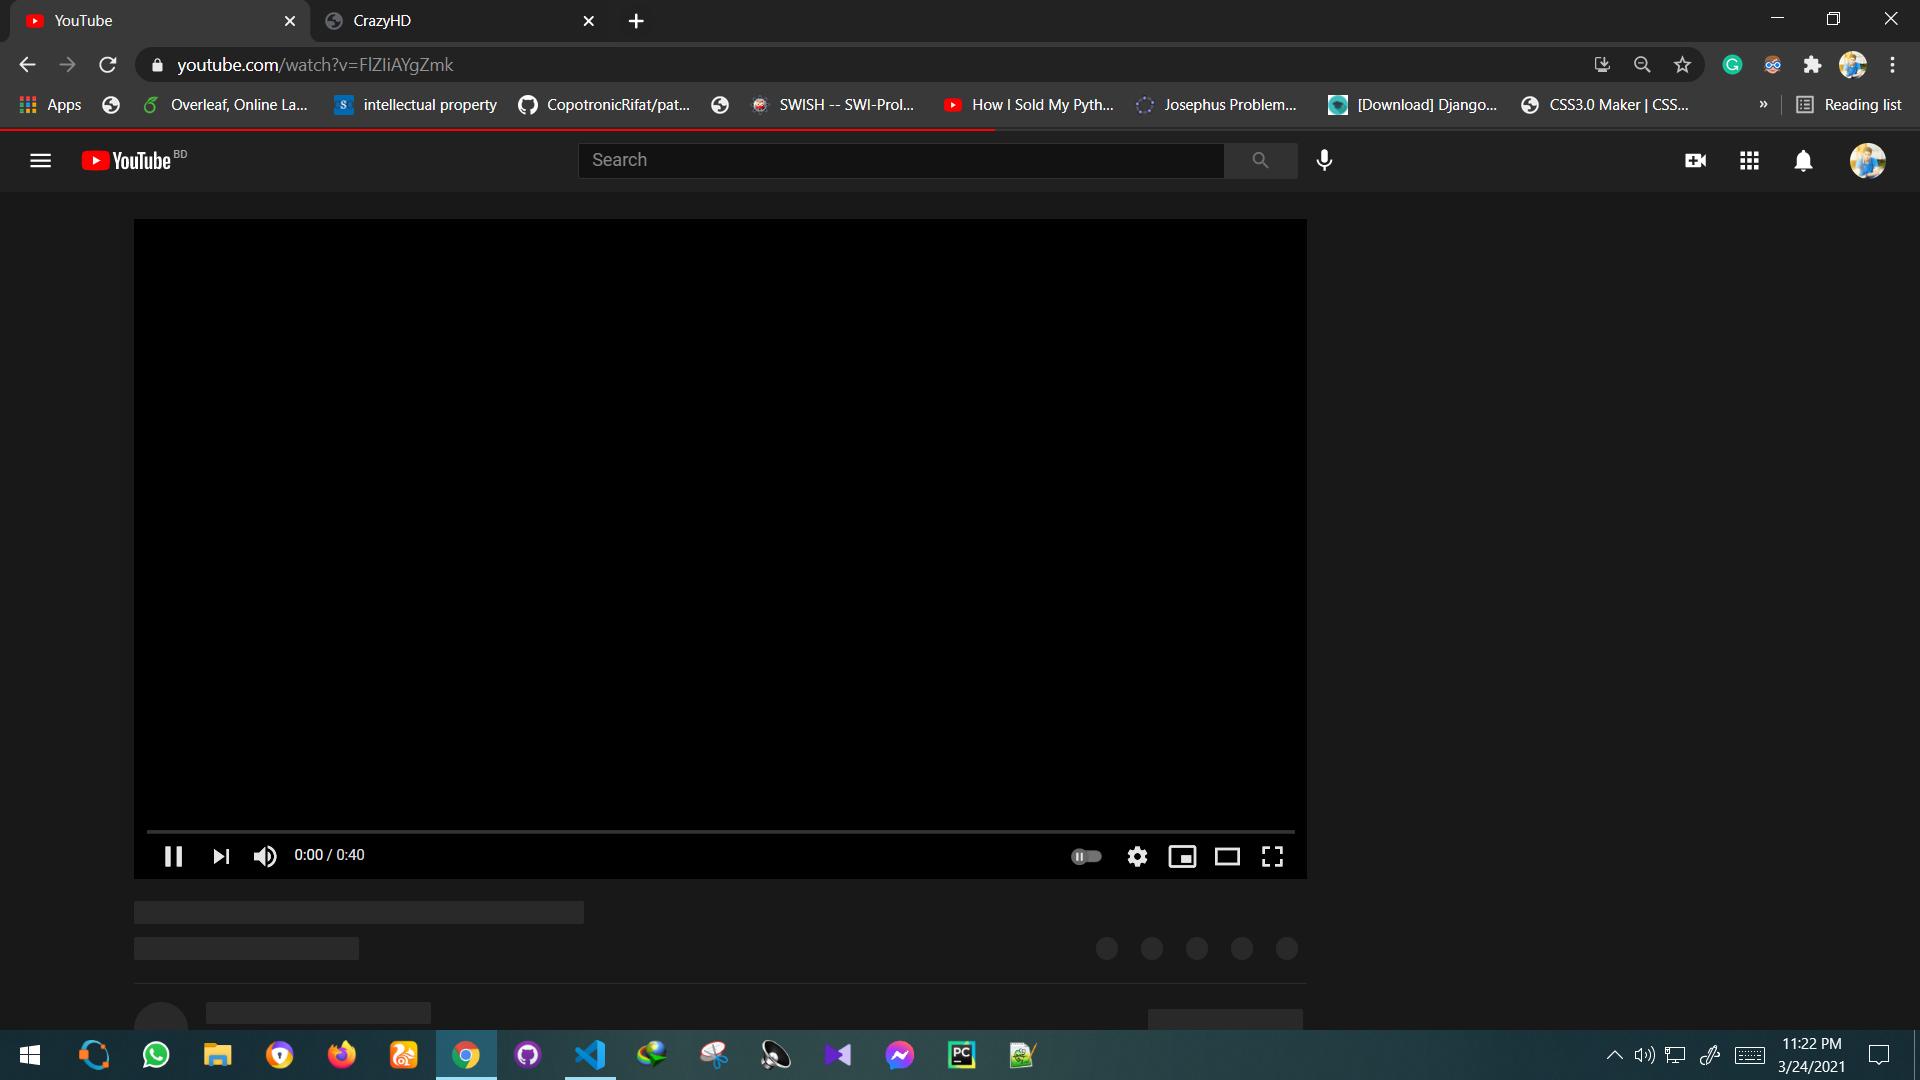 YouTube
CrazyHD
youtube.com/watch?v=FlZIiAYgZmk
Apps
Overleaf, Online La...
S
intellectual property
CopotronicRifat/pat...
SWISH -- SWI-Prol...
How I Sold My Pyth...
Josephus Problem...
[Download] Django...
CSS3.0 Maker | CSS...
»
Reading list
YouTube BD
Search
0:00 / 0:40
PC
11:22 PM
3/24/2021